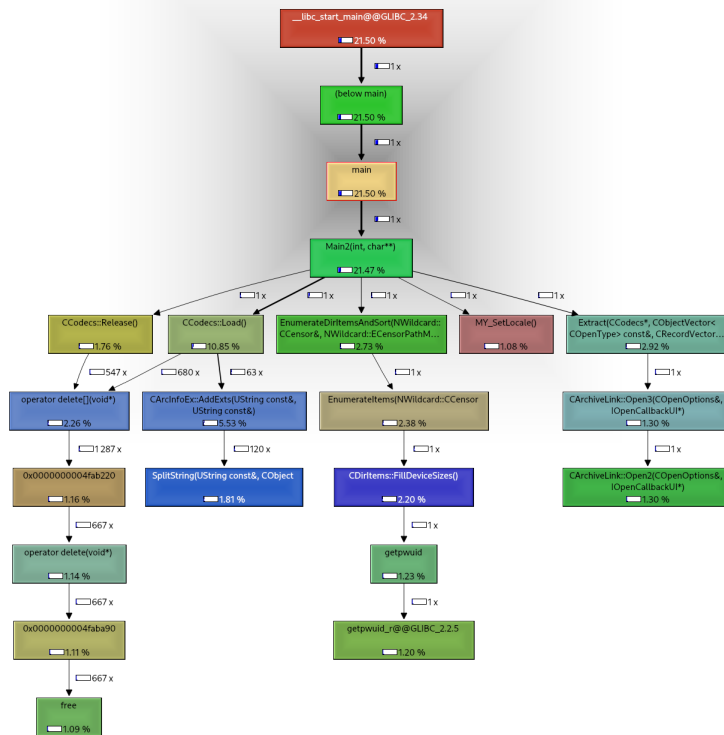 __libc_start_main@@GLIBC_2.34
21.50 %
1 x
(below main)
21.50 %
1 x
main
21.50 %
1 x
Main2(int, char**)
21.47 %
1 x
1 x
1 x
1 x
1 x
CCodecs::Release()
1.76 %
CCodecs::Load()
10.85 %
EnumerateDirItemsAndSort(NWildcard::
CCensor&, NWildcard::ECensorPathM...
2.73 %
MY_SetLocale()
1.08 %
Extract(CCodecs*, CObjectVector<
COpenType> const&, CRecordVector...
2.92 %
547 x
680 x
63 x
1 x
1 x
operator delete[](void*)
2.26 %
CArcInfoEx::AddExts(UString const&,
UString const&)
5.53 %
EnumerateItems(NWildcard::CCensor
2.38 %
CArchiveLink::Open3(COpenOptions&,
IOpenCallbackUI*)
1.30 %
1 287 x
120 x
1 x
1 x
0x0000000004fab220
1.16 %
SplitString(UString const&, CObject
1.81 %
CDirItems::FillDeviceSizes()
2.20 %
CArchiveLink::Open2(COpenOptions&,
IOpenCallbackUI*)
1.30 %
667 x
1 x
operator delete(void*)
1.14 %
getpwuid
1.23 %
667 x
1 x
0x0000000004faba90
1.11 %
getpwuid_r@@GLIBC_2.2.5
1.20 %
667 x
free
1.09 %